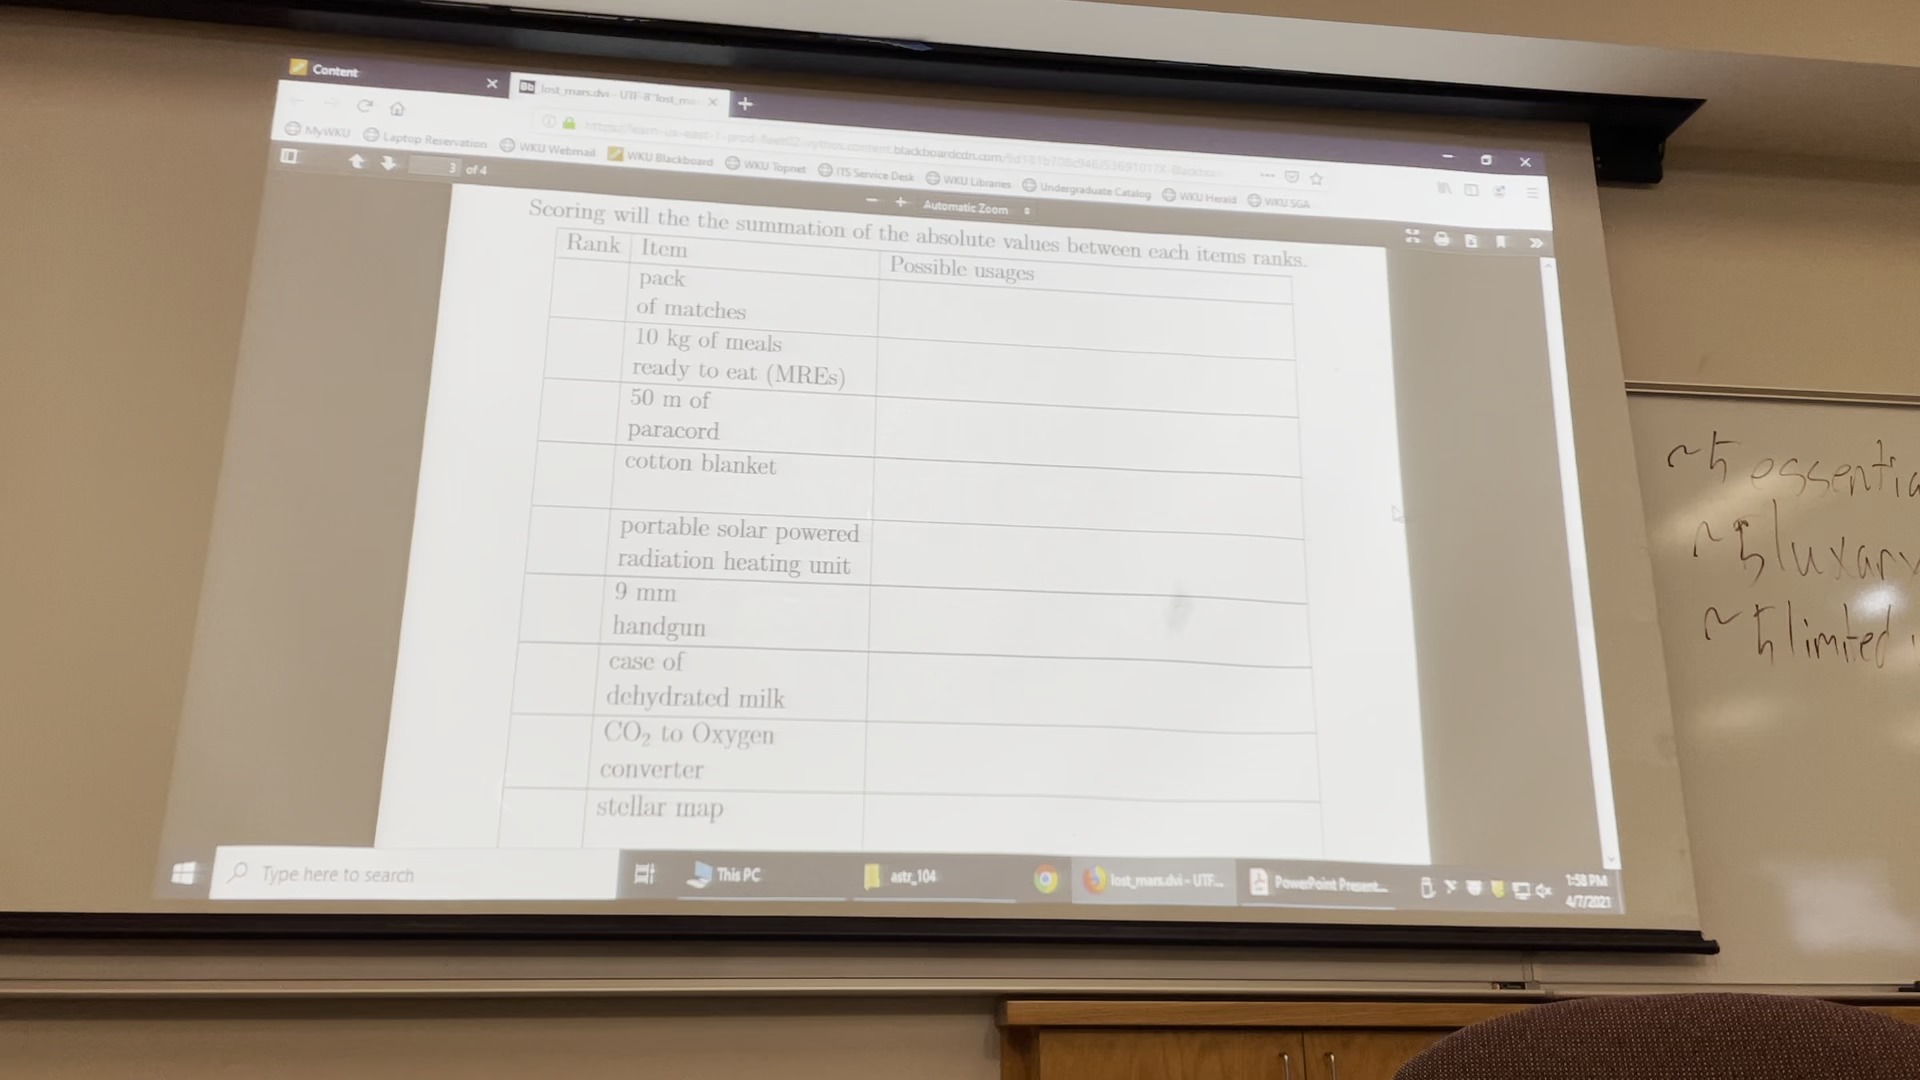 Content
lost_mars.dvi - UTF-8"lost_ma
MyWKU Laptop Reservation WKU Webmail WKU Blackboard WKU Topnet ITS Service Desk WKU Libraries Undergraduate Catalog WKU Herald WKU SGA
3 of 4
Automatic Zoom
Scoring will the the summation of the absolute values between each items ranks.
Rank Item Possible usages
pack
of matches
10 kg of meals
ready to eat (MREs)
50 m of
paracord
cotton blanket
portable solar powered
radiation heating unit
9 mm
handgun
case of
dehydrated milk
CO₂ to Oxygen
converter
stellar map
~5 essentia
~5 luxary
~5 limited
Type here to search
This PC
astr_104
lost_mars.dvi - UTF...
PowerPoint Present...
1:58 PM
4/7/2021